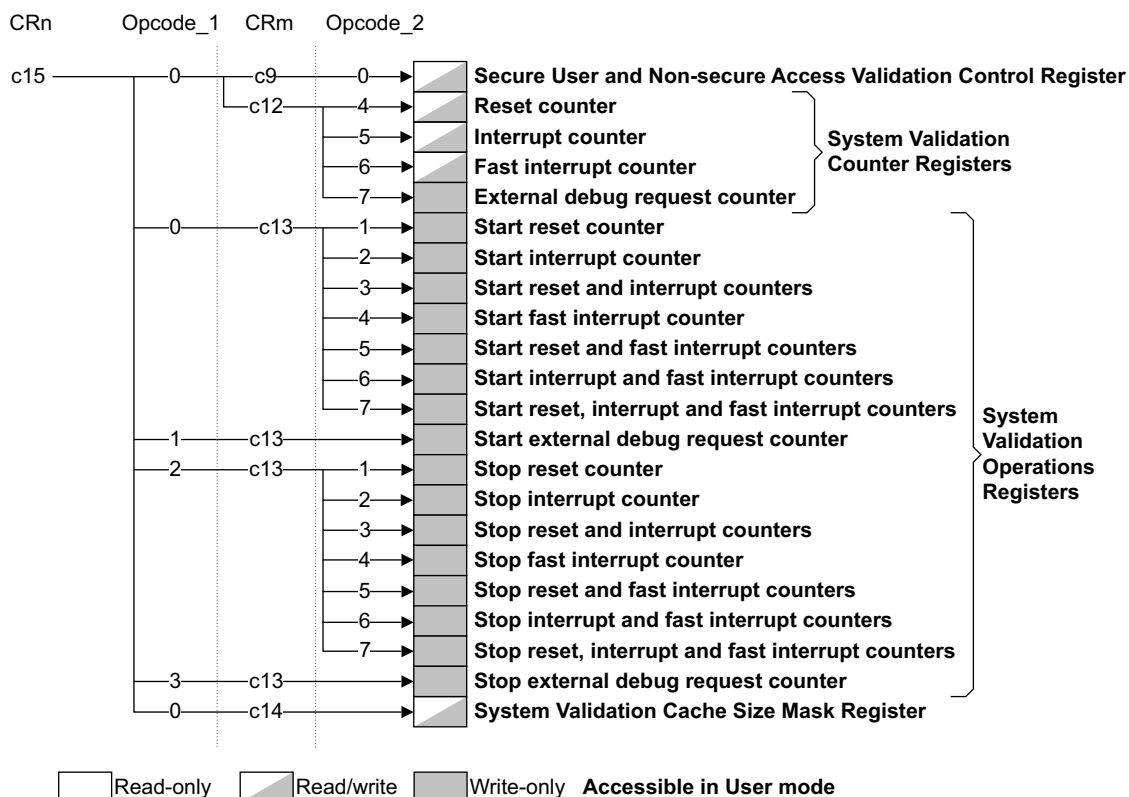 CRn Opcode_1 CRm Opcode_2
c15 0 c9 0 Secure User and Non-secure Access Validation Control Register
c12 4 Reset counter
5 Interrupt counter
6 Fast interrupt counter
7 External debug request counter
System Validation
Counter Registers
0 c13 1 Start reset counter
2 Start interrupt counter
3 Start reset and interrupt counters
4 Start fast interrupt counter
5 Start reset and fast interrupt counters
6 Start interrupt and fast interrupt counters
7 Start reset, interrupt and fast interrupt counters
1 c13 Start external debug request counter
2 c13 1 Stop reset counter
2 Stop interrupt counter
3 Stop reset and interrupt counters
4 Stop fast interrupt counter
5 Stop reset and fast interrupt counters
6 Stop interrupt and fast interrupt counters
7 Stop reset, interrupt and fast interrupt counters
3 c13 Stop external debug request counter
System
Validation
Operations
Registers
0 c14 System Validation Cache Size Mask Register
Read-only Read/write Write-only Accessible in User mode